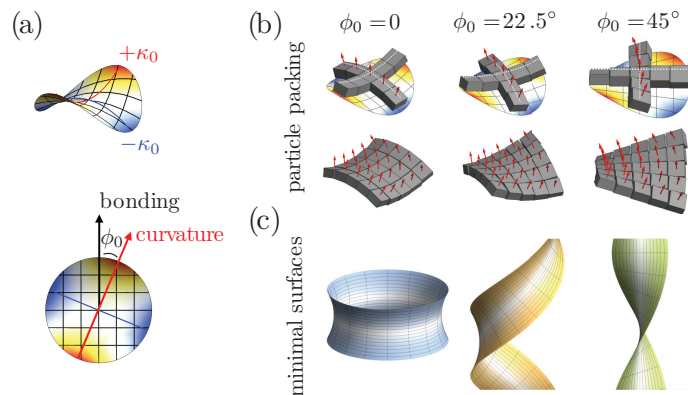 (a)
+κ₀
−κ₀
bonding
ϕ₀
curvature
(b)
ϕ₀ = 0
ϕ₀ = 22.5°
ϕ₀ = 45°
particle packing
(c)
minimal surfaces